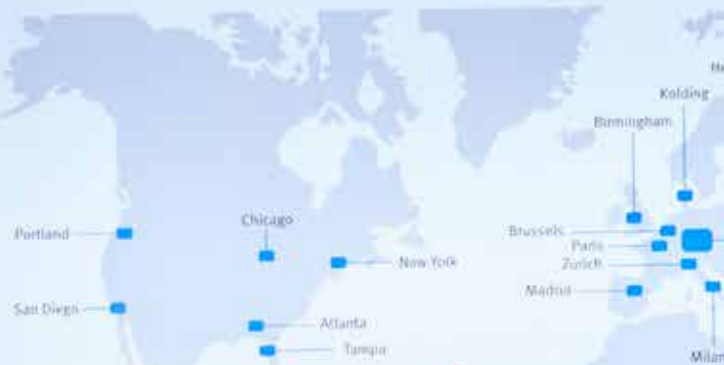 Kolding
Birmingham
Chicago
Portland
Brussels
New York
Paris
Zurich
Madrid
San Diego
Atlanta
Tampa